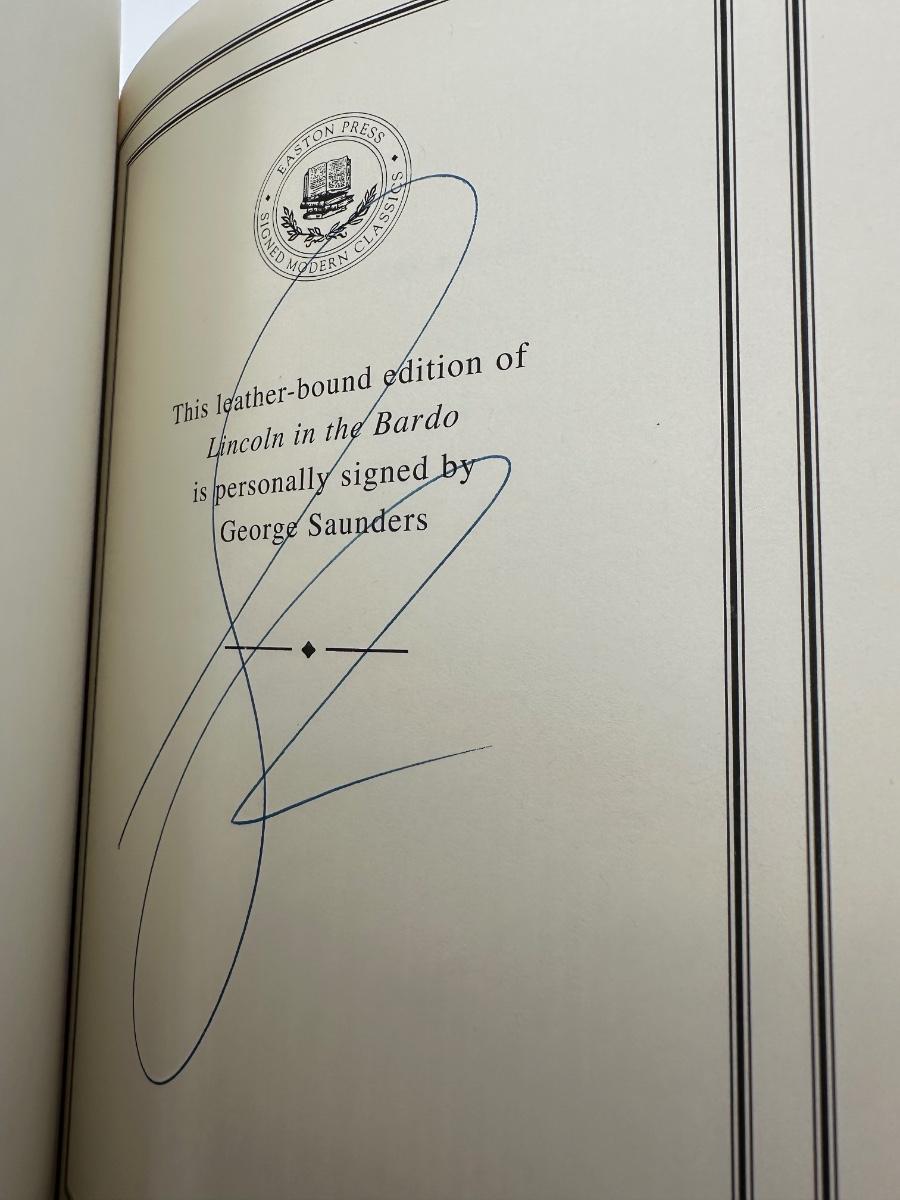 EASTON PRESS
SIGNED MODERN CLASSICS
This leather-bound edition of
Lincoln in the Bardo
is personally signed by
George Saunders